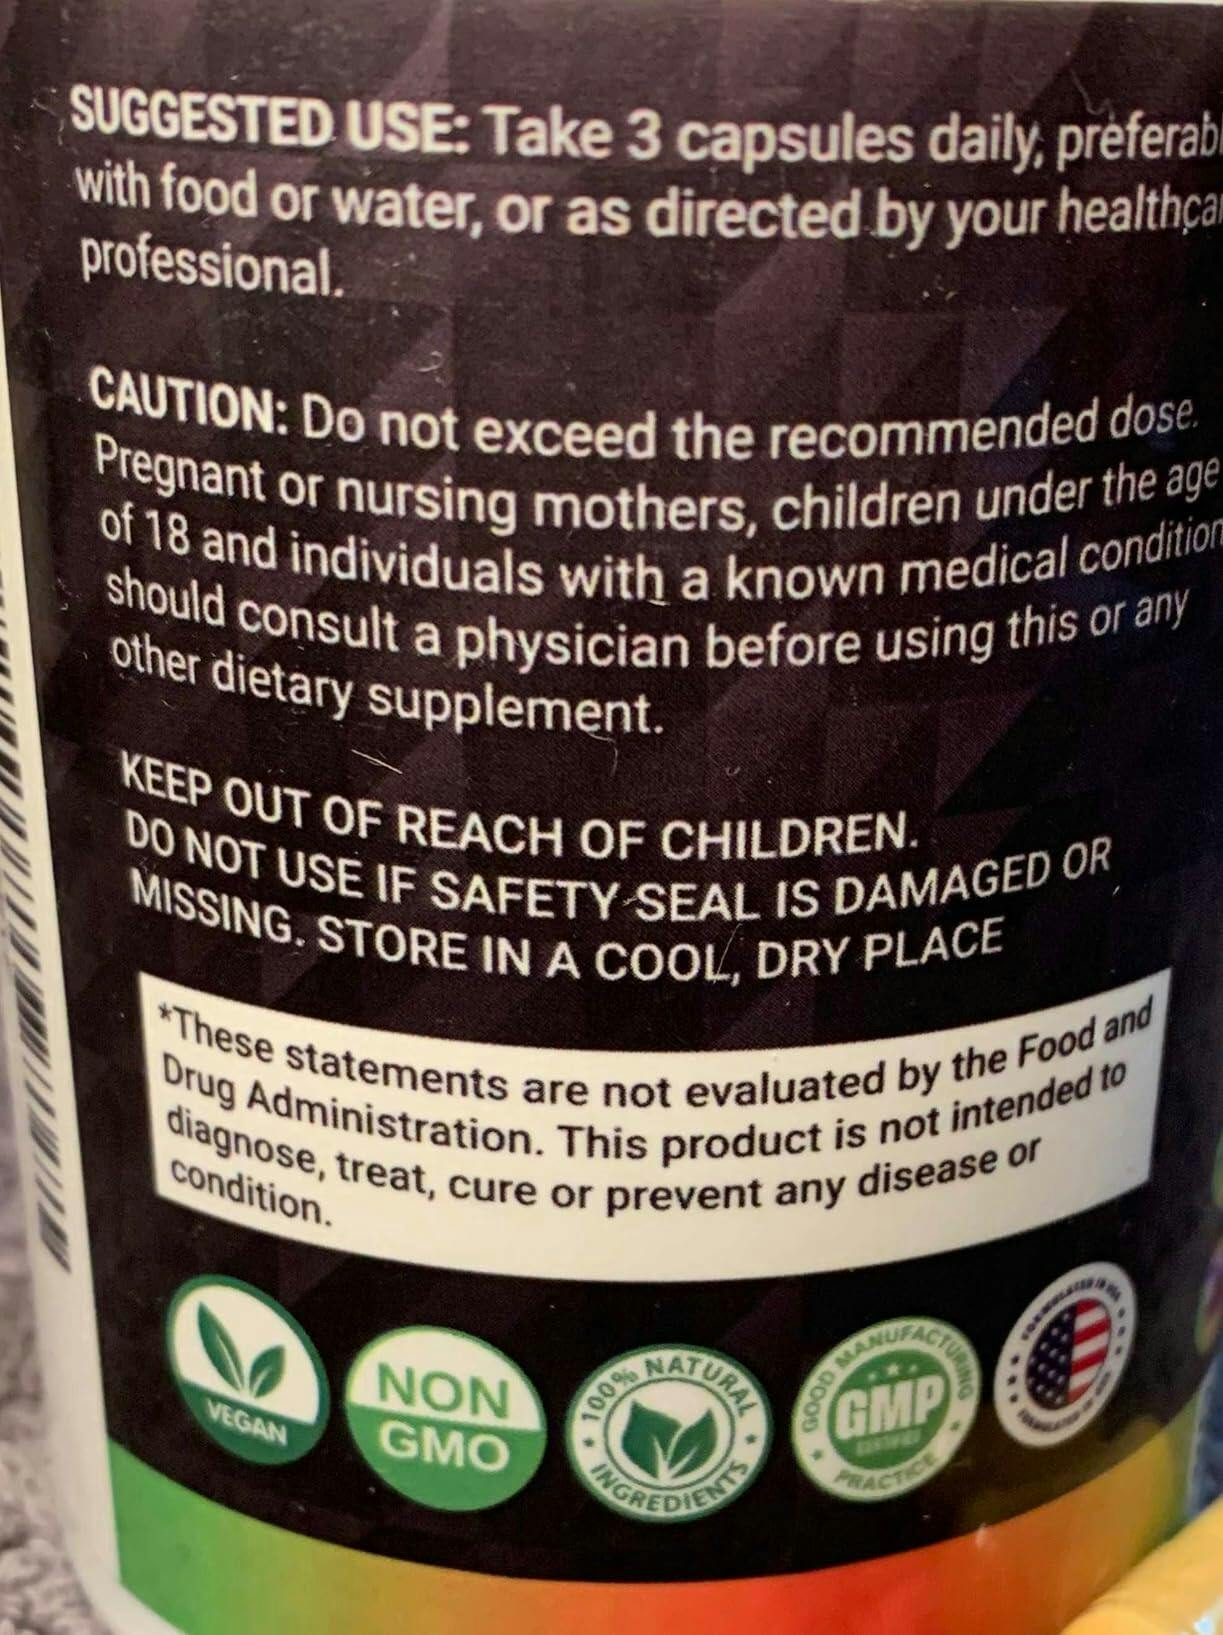 SUGGESTED USE: Take 3 capsules daily, preferab
with food or water, or as directed by your healthca
professional.
CAUTION: Do not exceed the recommended dose.
Pregnant or nursing mothers, children under the age
of 18 and individuals with a known medical condition
should consult a physician before using this or any
other dietary supplement.
KEEP OUT OF REACH OF CHILDREN.
DO NOT USE IF SAFETY SEAL IS DAMAGED OR
MISSING. STORE IN A COOL, DRY PLACE
*These statements are not evaluated by the Food and
Drug Administration. This product is not intended to
diagnose, treat, cure or prevent any disease or
condition.
VEGAN
NON
GMO
100% NATURAL
INGREDIENTS
GOOD MANUFACTURING
GMP
CERTIFIED
PRACTICE
FORMULATED IN USA